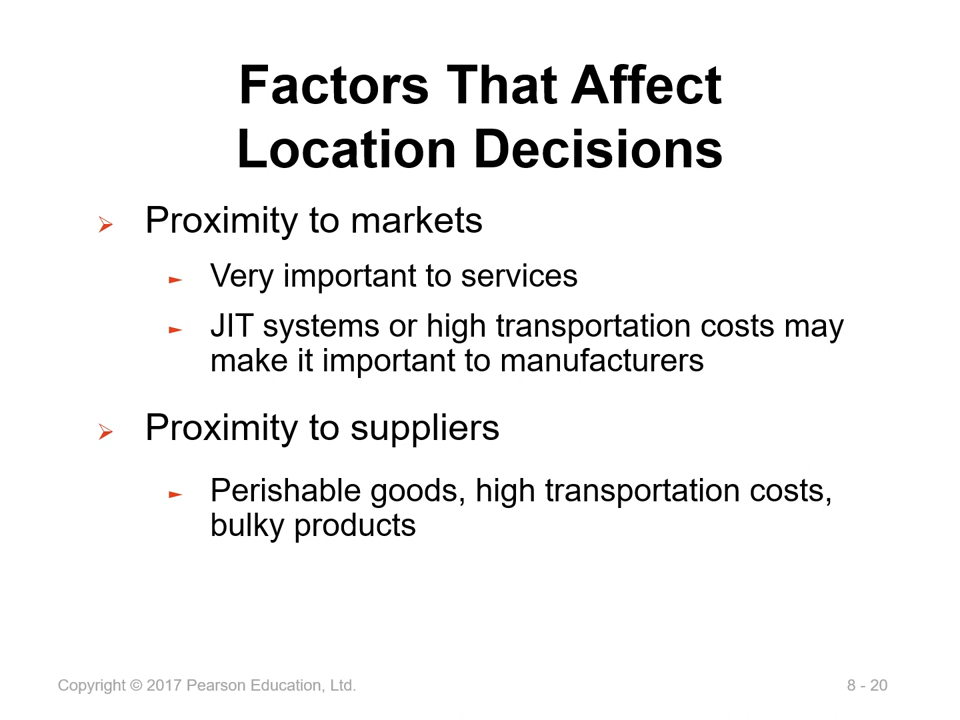 Factors That Affect
Location Decisions
Proximity to markets
Very important to services
JIT systems or high transportation costs may
make it important to manufacturers
Proximity to suppliers
Perishable goods, high transportation costs,
bulky products
Copyright © 2017 Pearson Education, Ltd.
8 - 20